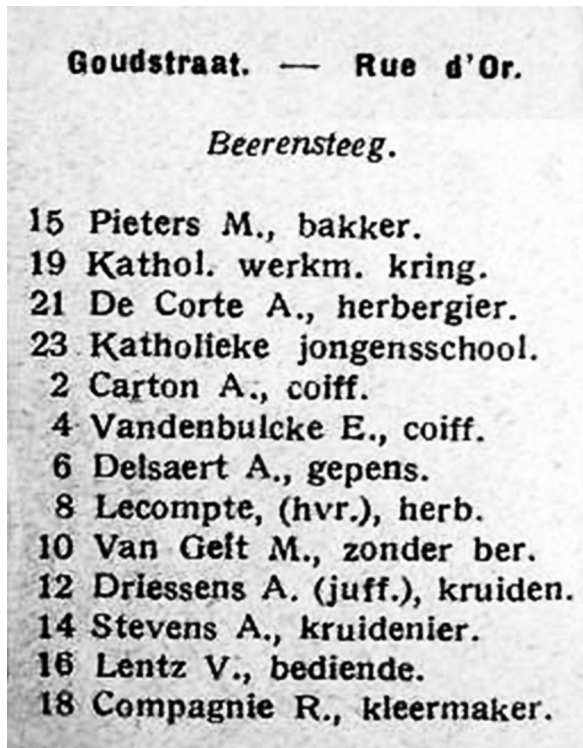 Goudstraat. — Rue d'Or.
Beerensteeg.
15 Pieters M., bakker.
19 Kathol. werkm. kring.
21 De Corte A., herbergier.
23 Katholieke jongensschool.
2 Carton A., coiff.
4 Vandenbulcke E., coiff.
6 Delsaert A., gepens.
8 Lecompte, (hvr.), herb.
10 Van Gelt M., zonder ber.
12 Driessens A. (juff.), kruiden.
14 Stevens A., kruidenier.
16 Lentz V., bediende.
18 Compagnie R., kleermaker.